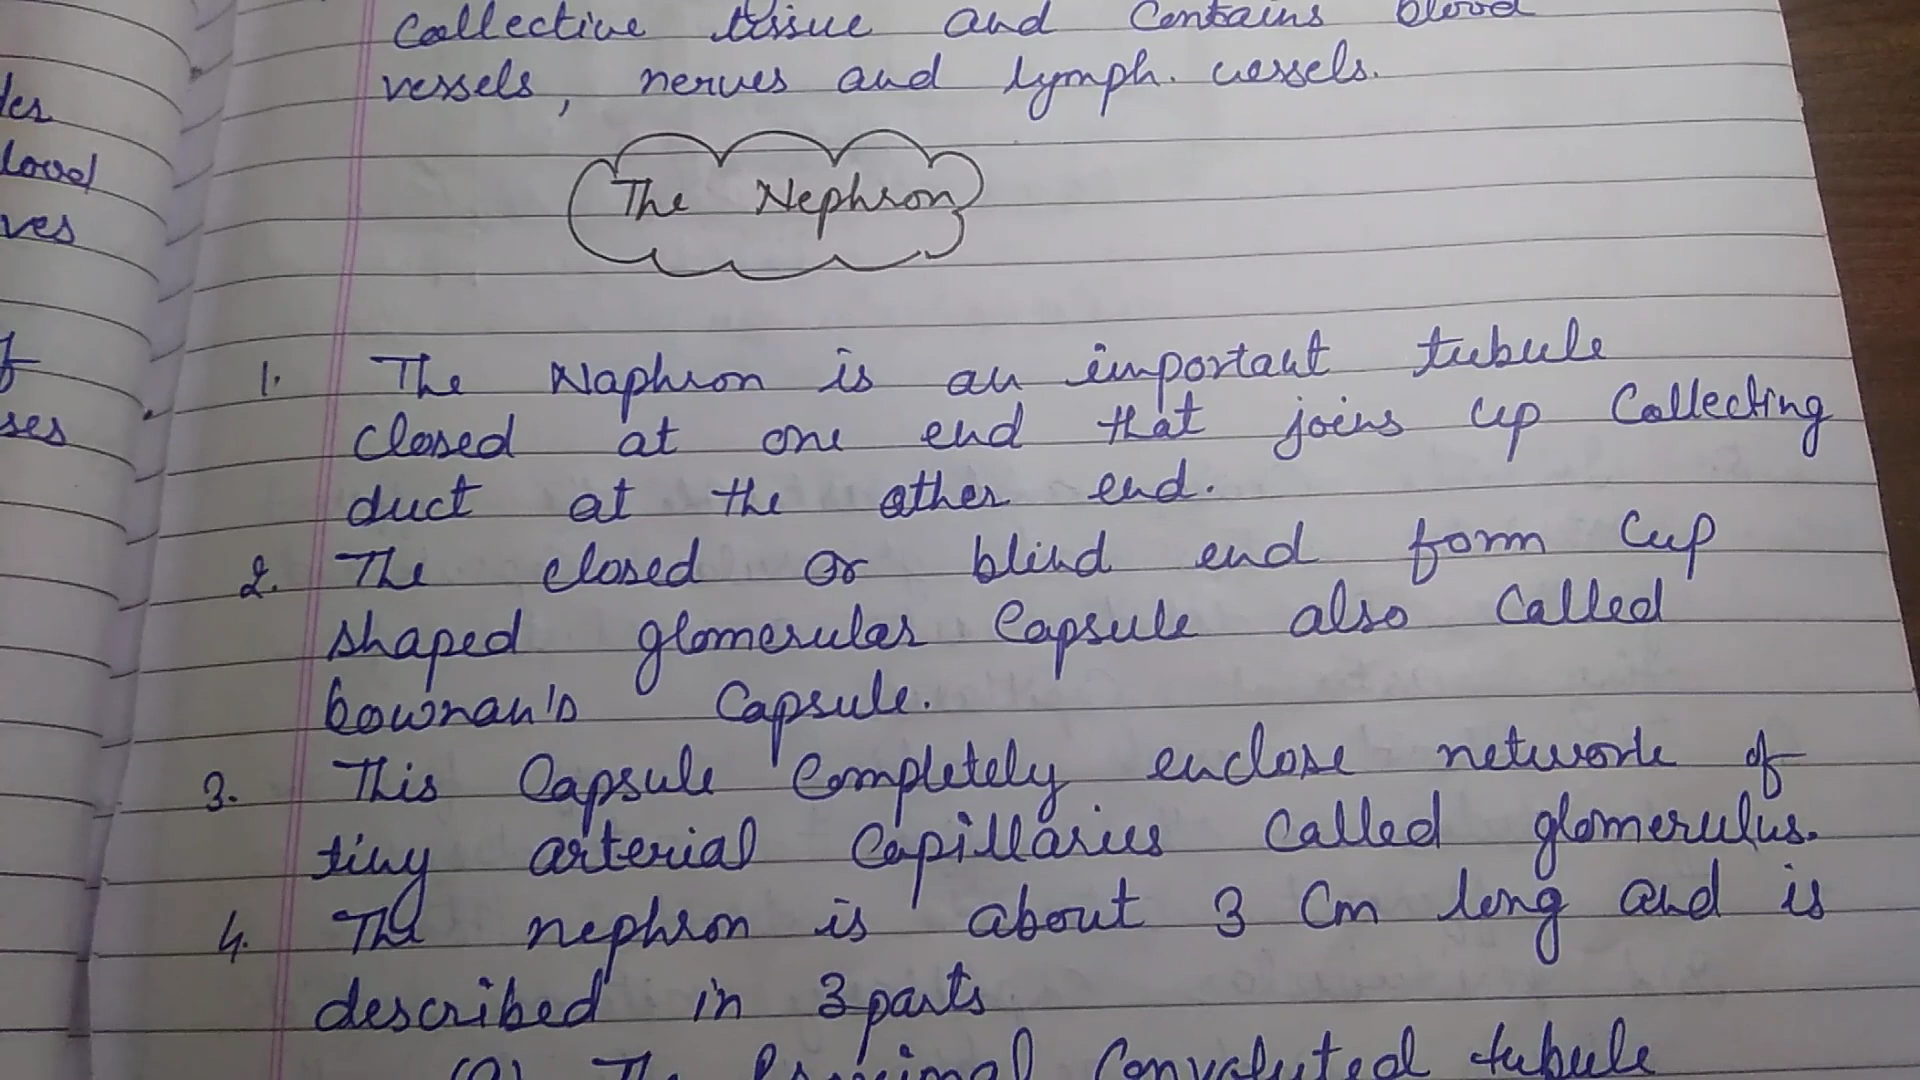 collective tissue and contains blood
vessels, nerves and lymph. vessels.
The Nephron
1. The Naphron is an important tubule
closed at one end that joins up Collecting
duct at the other end.
2. The closed or blind end form Cup
shaped glomerular Capsule also called
bowman's Capsule.
3. This Capsule Completely enclose network of
tiny arterial Capillaries Called glomerulus.
4. The nephron is about 3 Cm long and is
described in 3 parts
(a) The Proximal Convoluted tubule